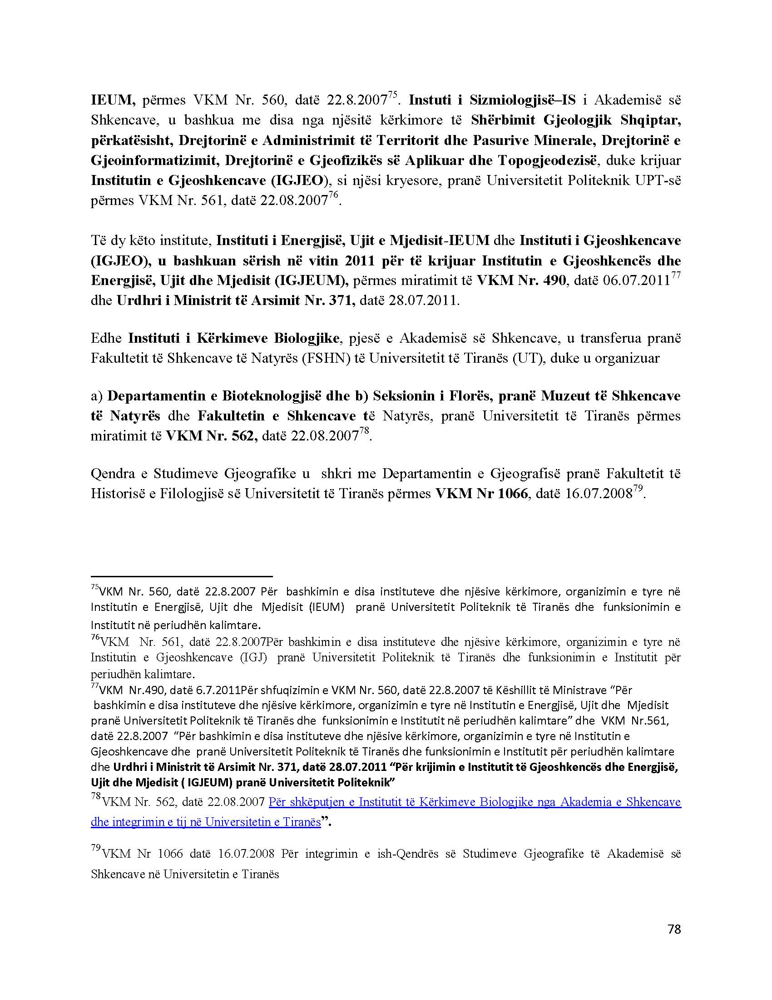 IEUM, përmes VKM Nr. 560, datë 22.8.2007⁷⁵. Instuti i Sizmiologjisë–IS i Akademisë së
Shkencave, u bashkua me disa nga njësitë kërkimore të Shërbimit Gjeologjik Shqiptar,
përkatësisht, Drejtorinë e Administrimit të Territorit dhe Pasurive Minerale, Drejtorinë e
Gjeoinformatizimit, Drejtorinë e Gjeofizikës së Aplikuar dhe Topogjeodezisë, duke krijuar
Institutin e Gjeoshkencave (IGJEO), si njësi kryesore, pranë Universitetit Politeknik UPT-së
përmes VKM Nr. 561, datë 22.08.2007⁷⁶.
Të dy këto institute, Instituti i Energjisë, Ujit e Mjedisit-IEUM dhe Instituti i Gjeoshkencave
(IGJEO), u bashkuan sërish në vitin 2011 për të krijuar Institutin e Gjeoshkencës dhe
Energjisë, Ujit dhe Mjedisit (IGJEUM), përmes miratimit të VKM Nr. 490, datë 06.07.2011⁷⁷
dhe Urdhri i Ministrit të Arsimit Nr. 371, datë 28.07.2011.
Edhe Instituti i Kërkimeve Biologjike, pjesë e Akademisë së Shkencave, u transferua pranë
Fakultetit të Shkencave të Natyrës (FSHN) të Universitetit të Tiranës (UT), duke u organizuar
a) Departamentin e Bioteknologjisë dhe b) Seksionin i Florës, pranë Muzeut të Shkencave
të Natyrës dhe Fakultetin e Shkencave të Natyrës, pranë Universitetit të Tiranës përmes
miratimit të VKM Nr. 562, datë 22.08.2007⁷⁸.
Qendra e Studimeve Gjeografike u shkri me Departamentin e Gjeografisë pranë Fakultetit të
Historisë e Filologjisë së Universitetit të Tiranës përmes VKM Nr 1066, datë 16.07.2008⁷⁹.
⁷⁵VKM Nr. 560, datë 22.8.2007 Për bashkimin e disa instituteve dhe njësive kërkimore, organizimin e tyre në
Institutin e Energjisë, Ujit dhe Mjedisit (IEUM) pranë Universitetit Politeknik të Tiranës dhe funksionimin e
Institutit në periudhën kalimtare.
⁷⁶VKM Nr. 561, datë 22.8.2007Për bashkimin e disa instituteve dhe njësive kërkimore, organizimin e tyre në
Institutin e Gjeoshkencave (IGJ) pranë Universitetit Politeknik të Tiranës dhe funksionimin e Institutit për
periudhën kalimtare.
⁷⁷VKM Nr.490, datë 6.7.2011Për shfuqizimin e VKM Nr. 560, datë 22.8.2007 të Këshillit të Ministrave “Për
bashkimin e disa instituteve dhe njësive kërkimore, organizimin e tyre në Institutin e Energjisë, Ujit dhe Mjedisit
pranë Universitetit Politeknik të Tiranës dhe funksionimin e Institutit në periudhën kalimtare” dhe VKM Nr.561,
datë 22.8.2007 “Për bashkimin e disa instituteve dhe njësive kërkimore, organizimin e tyre në Institutin e
Gjeoshkencave dhe pranë Universitetit Politeknik të Tiranës dhe funksionimin e Institutit për periudhën kalimtare
dhe Urdhri i Ministrit të Arsimit Nr. 371, datë 28.07.2011 “Për krijimin e Institutit të Gjeoshkencës dhe Energjisë,
Ujit dhe Mjedisit ( IGJEUM) pranë Universitetit Politeknik”
⁷⁸VKM Nr. 562, datë 22.08.2007 Për shkëputjen e Institutit të Kërkimeve Biologjike nga Akademia e Shkencave
dhe integrimin e tij në Universitetin e Tiranës”.
⁷⁹VKM Nr 1066 datë 16.07.2008 Për integrimin e ish-Qendrës së Studimeve Gjeografike të Akademisë së
Shkencave në Universitetin e Tiranës
78